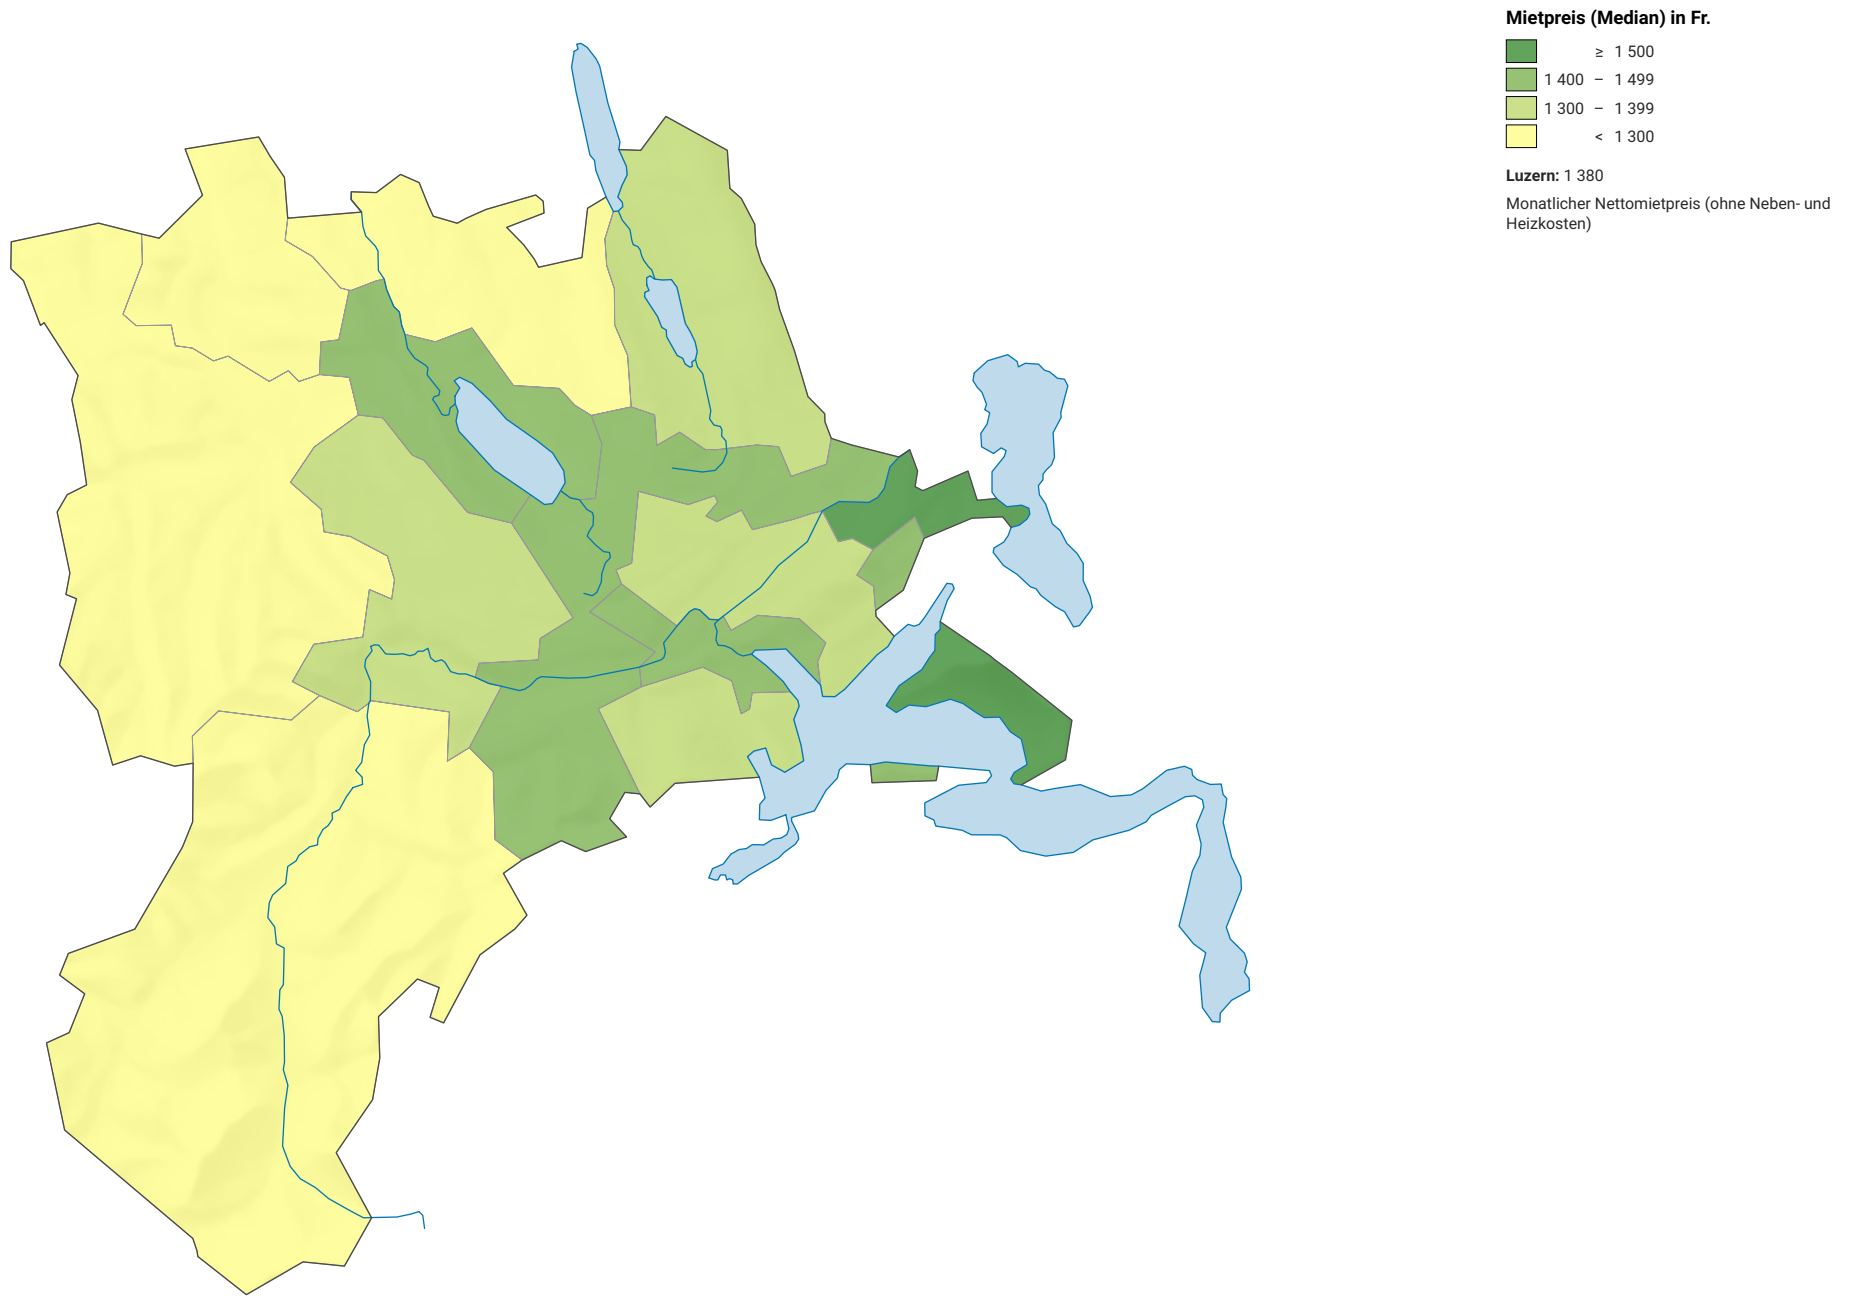 Mietpreis (Median) in Fr.
≥ 1 500
1 400 – 1 499
1 300 – 1 399
< 1 300
Luzern: 1 380
Monatlicher Nettomietpreis (ohne Neben- und
Heizkosten)